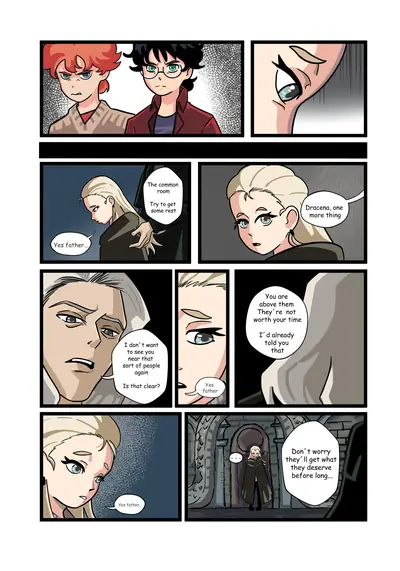 The common
room
Try to get
some rest
Yes father...
Dracena, one
more thing
I don´t want
to see you
near that
sort of people
again
Is that clear?
Yes
father
You are
above them
They´re not
worth your time
I´d already
told you
that
Yes father
...
Don´t worry
they´ll get what
they deserve
before long...